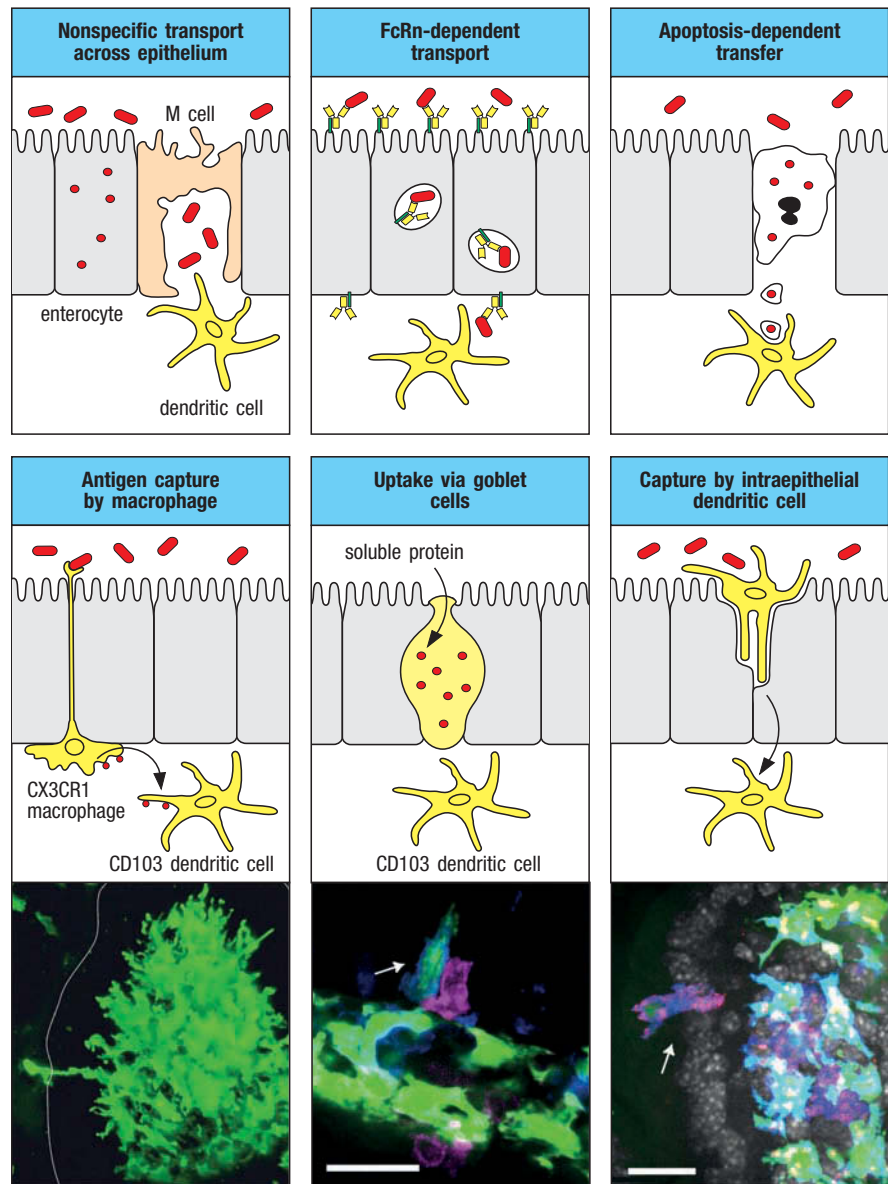 Nonspecific transport
across epithelium
M cell
enterocyte
dendritic cell
FcRn-dependent
transport
Apoptosis-dependent
transfer
Antigen capture
by macrophage
CX3CR1
macrophage
CD103 dendritic cell
Uptake via goblet
cells
soluble protein
CD103 dendritic cell
Capture by intraepithelial
dendritic cell